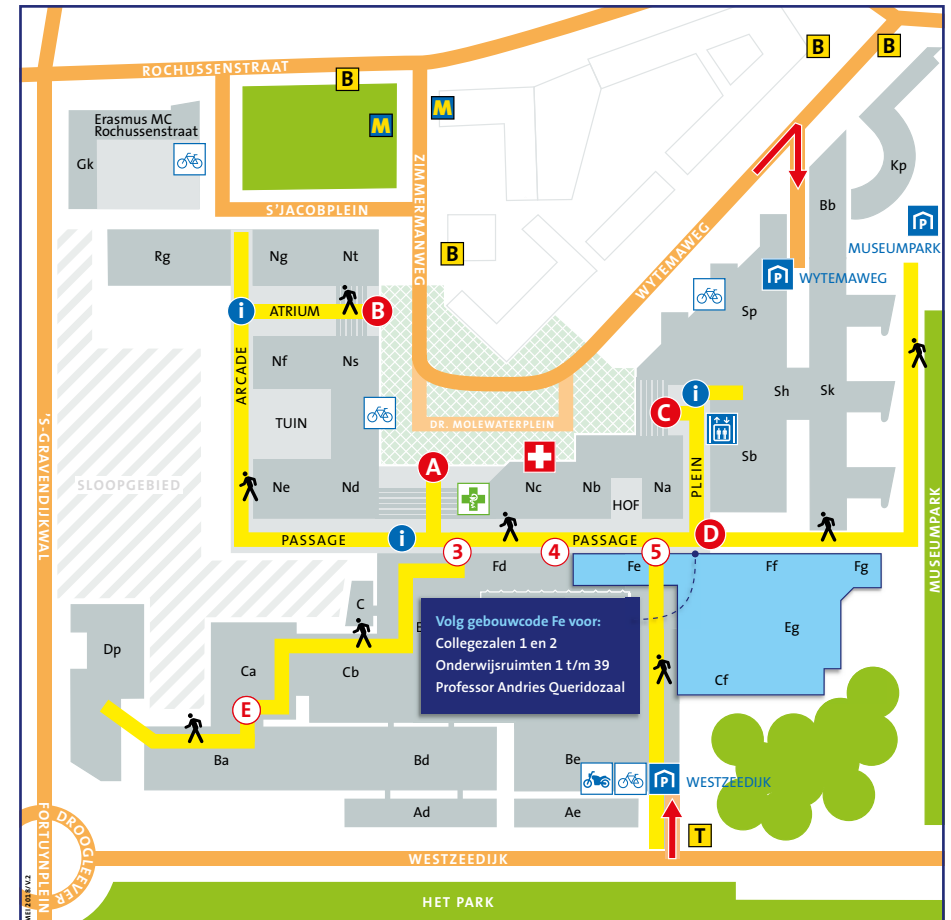 ROCHUSSENSTRAAT
B
B
B
M
M
Erasmus MC
Rochussenstraat
Gk
ZIMMERMANWEG
S'JACOBPLEIN
WYTEMAWEG
Kp
Bb
P
MUSEUMPARK
Rg
Ng
Nt
B
P
WYTEMAWEG
i
ATRIUM
B
Sp
ARCADE
Nf
Ns
TUIN
i
C
Sh
Sk
DR. MOLEWATERPLEIN
'S-GRAVENDIJKWAL
SLOOPGEBIED
A
PLEIN
Sb
Ne
Nd
Nc
Nb
Na
HOF
PASSAGE
i
3
4
PASSAGE
5
D
MUSEUMPARK
Fd
Fe
Ff
Fg
C
Volg gebouwcode Fe voor:
Collegezalen 1 en 2
Onderwijsruimten 1 t/m 39
Professor Andries Queridozaal
Eg
Dp
Ca
Cb
Cf
E
Ba
Bd
Be
P
WESTZEEDIJK
Ad
Ae
T
DROOGLEEVER
FORTUYNPLEIN
WESTZEEDIJK
HET PARK
MEI 2018/V.2